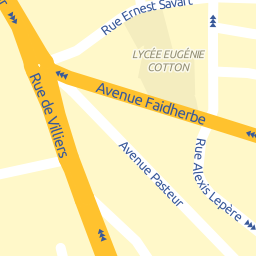 Rue Ernest Savart
LYCÉE EUGÉNIE
COTTON
Avenue Faidherbe
Rue de Villiers
Avenue Pasteur
Rue Alexis Lepère